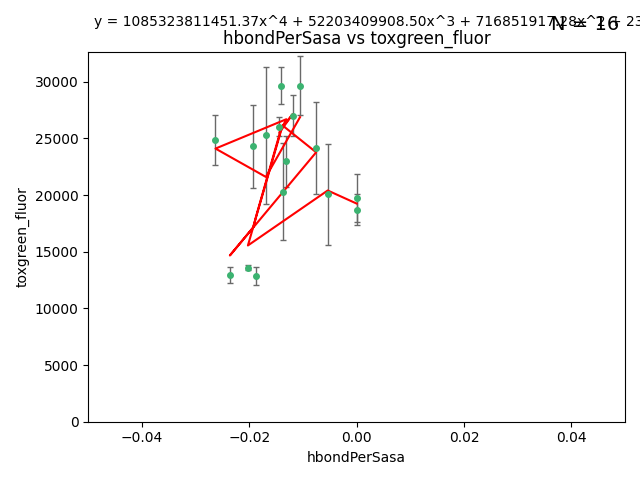 y = 1085323811451.37x^4 + 52203409908.50x^3 + 716851917.28x^2 + 23
N = 16
hbondPerSasa vs toxgreen_fluor
toxgreen_fluor
30000
25000
20000
15000
10000
5000
0
−0.04
−0.02
0.00
0.02
0.04
hbondPerSasa